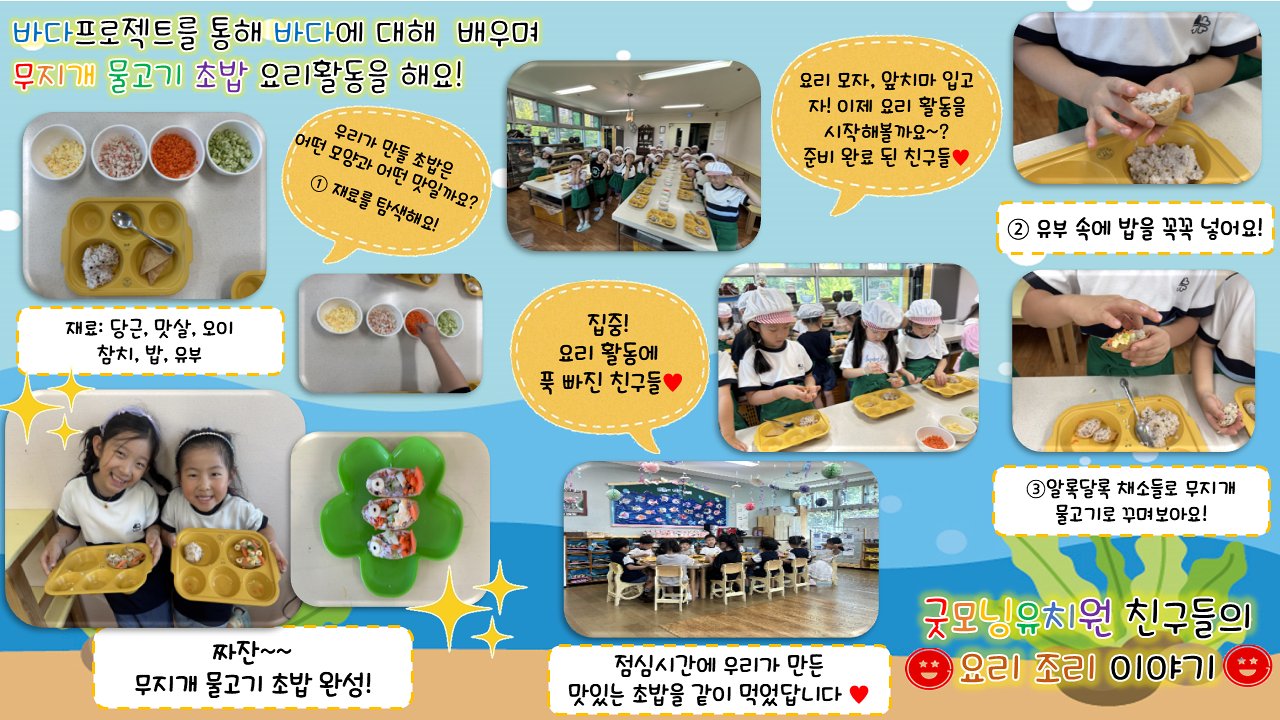 바다프로젝트를 통해 바다에 대해 배우며
무지개 물고기 초밥 요리활동을 해요!
우리가 만들 초밥은
어떤 모양과 어떤 맛일까요?
① 재료를 탐색해요!
재료: 당근, 맛살, 오이
참치, 밥, 유부
요리 모자, 앞치마 입고
자! 이제 요리 활동을
시작해볼까요~?
준비 완료 된 친구들♥
② 유부 속에 밥을 꼭꼭 넣어요!
집중!
요리 활동에
푹 빠진 친구들♥
③알록달록 채소들로 무지개
물고기로 꾸며보아요!
짜잔~~
무지개 물고기 초밥 완성!
점심시간에 우리가 만든
맛있는 초밥을 같이 먹었답니다 ♥
굿모닝유치원 친구들의
요리 조리 이야기